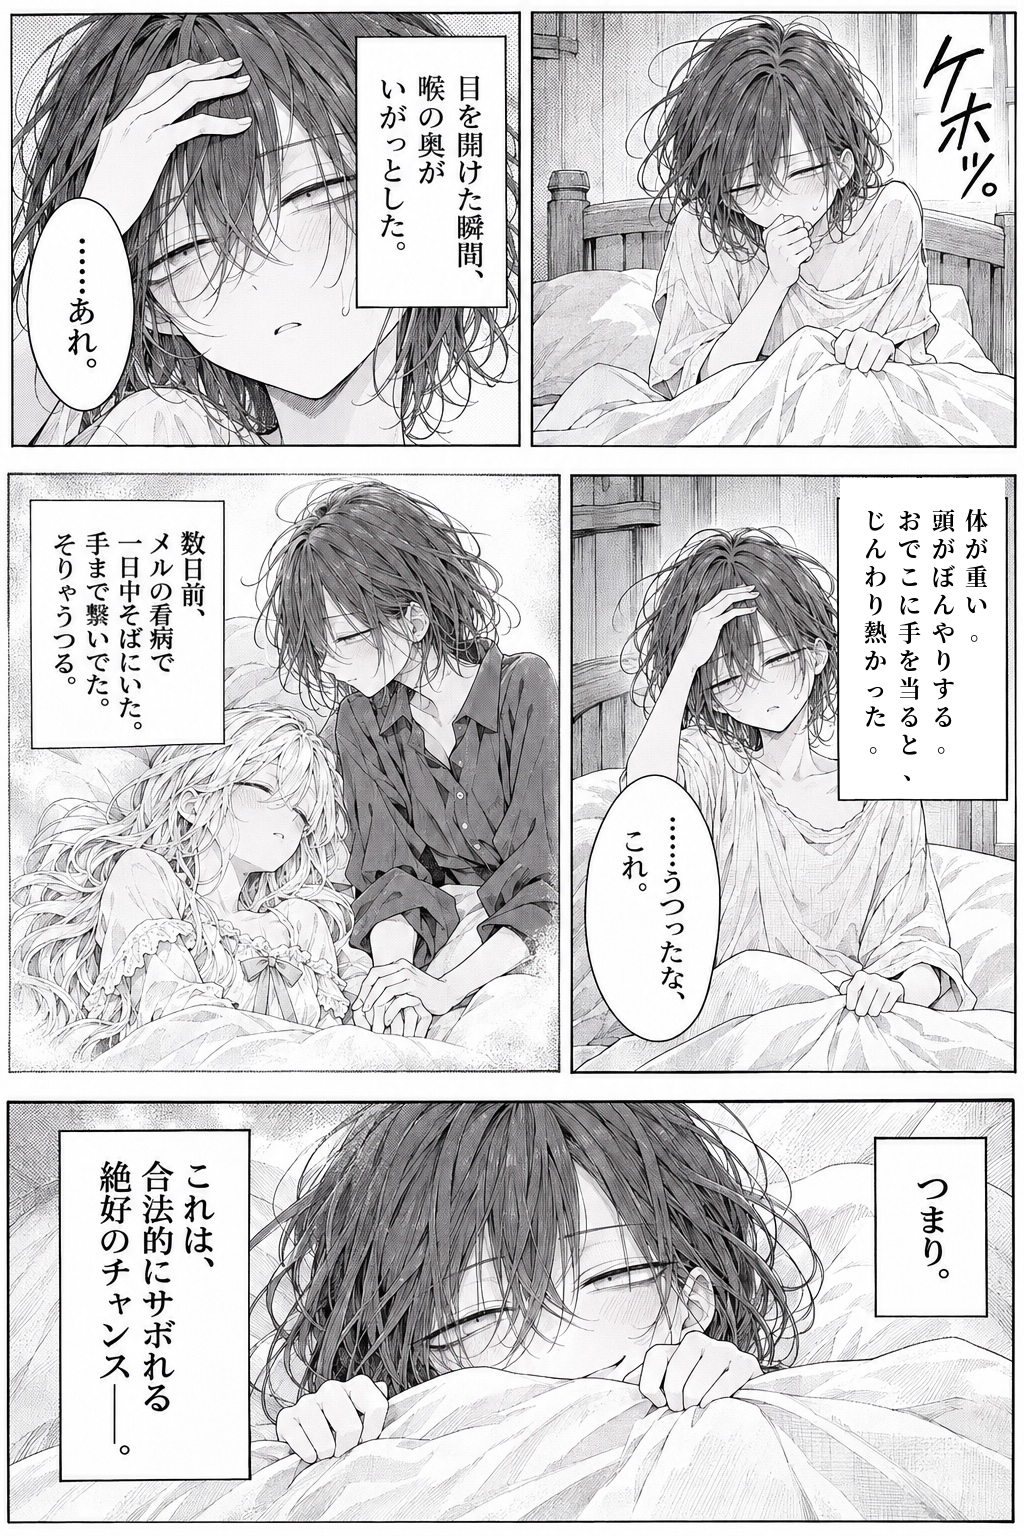 ケホッ。
目を開けた瞬間、
喉の奥が
いがっとした。
……あれ。
体が重い。
頭がぼんやりする。
おでこに手を当ると、
じんわり熱かった。
……うつったな、
これ。
数日前、
メルの看病で
一日中そばにいた。
手まで繋いでた。
そりゃうつる。
つまり。
これは、
合法的にサボれる
絶好のチャンス――。